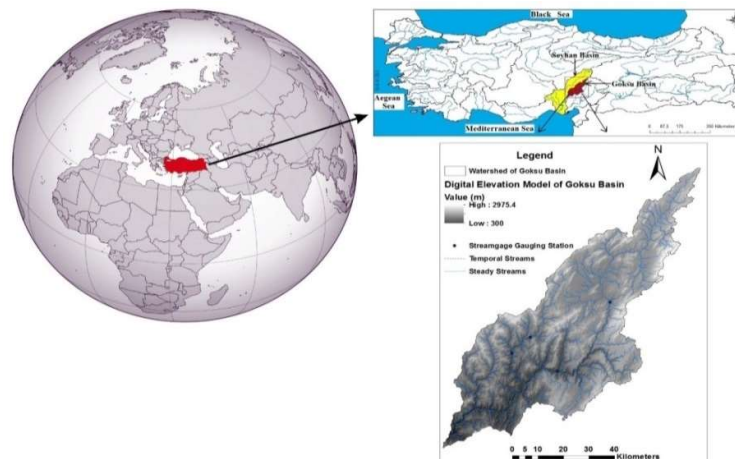 Black Sea
Seyhan Basin
Goksu Basin
Aegean Sea
Mediterranean Sea
Legend
N
Watershed of Goksu Basin
Digital Elevation Model of Goksu Basin
Value (m)
High : 2975.4
Low : 300
Streamgage Gauging Station
Temporal Streams
Steady Streams
0 5 10 20 30 40
Kilometers